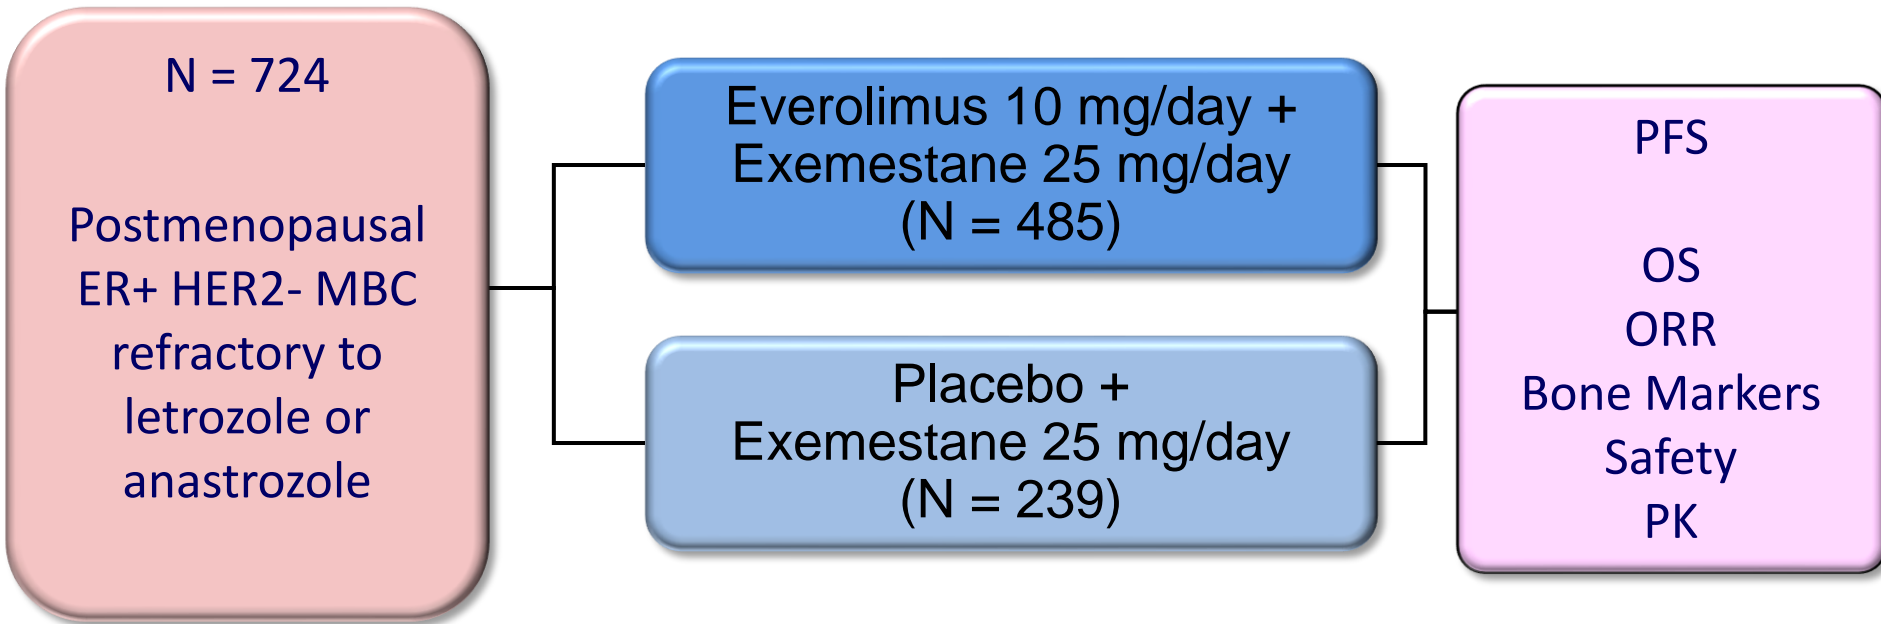 N = 724
Postmenopausal
ER+ HER2- MBC
refractory to
letrozole or
anastrozole
Everolimus 10 mg/day +
Exemestane 25 mg/day
(N = 485)
Placebo +
Exemestane 25 mg/day
(N = 239)
PFS
OS
ORR
Bone Markers
Safety
PK